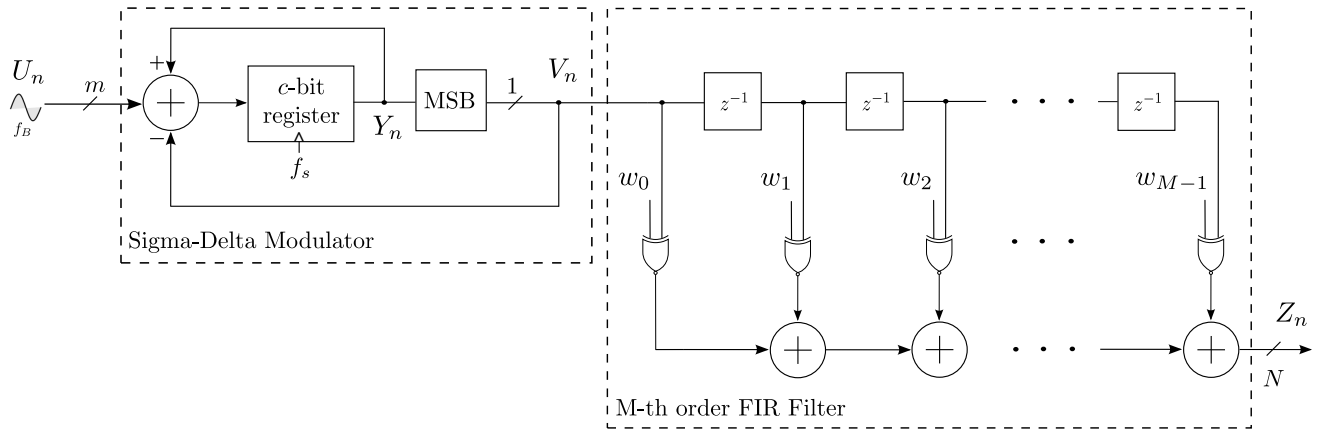 U_n
f_B
m
+
+
−
c-bit
register
f_s
Y_n
MSB
1
V_n
Sigma-Delta Modulator
z^{-1}
z^{-1}
z^{-1}
w_0
w_1
w_2
w_{M−1}
+
+
+
Z_n
N
M-th order FIR Filter